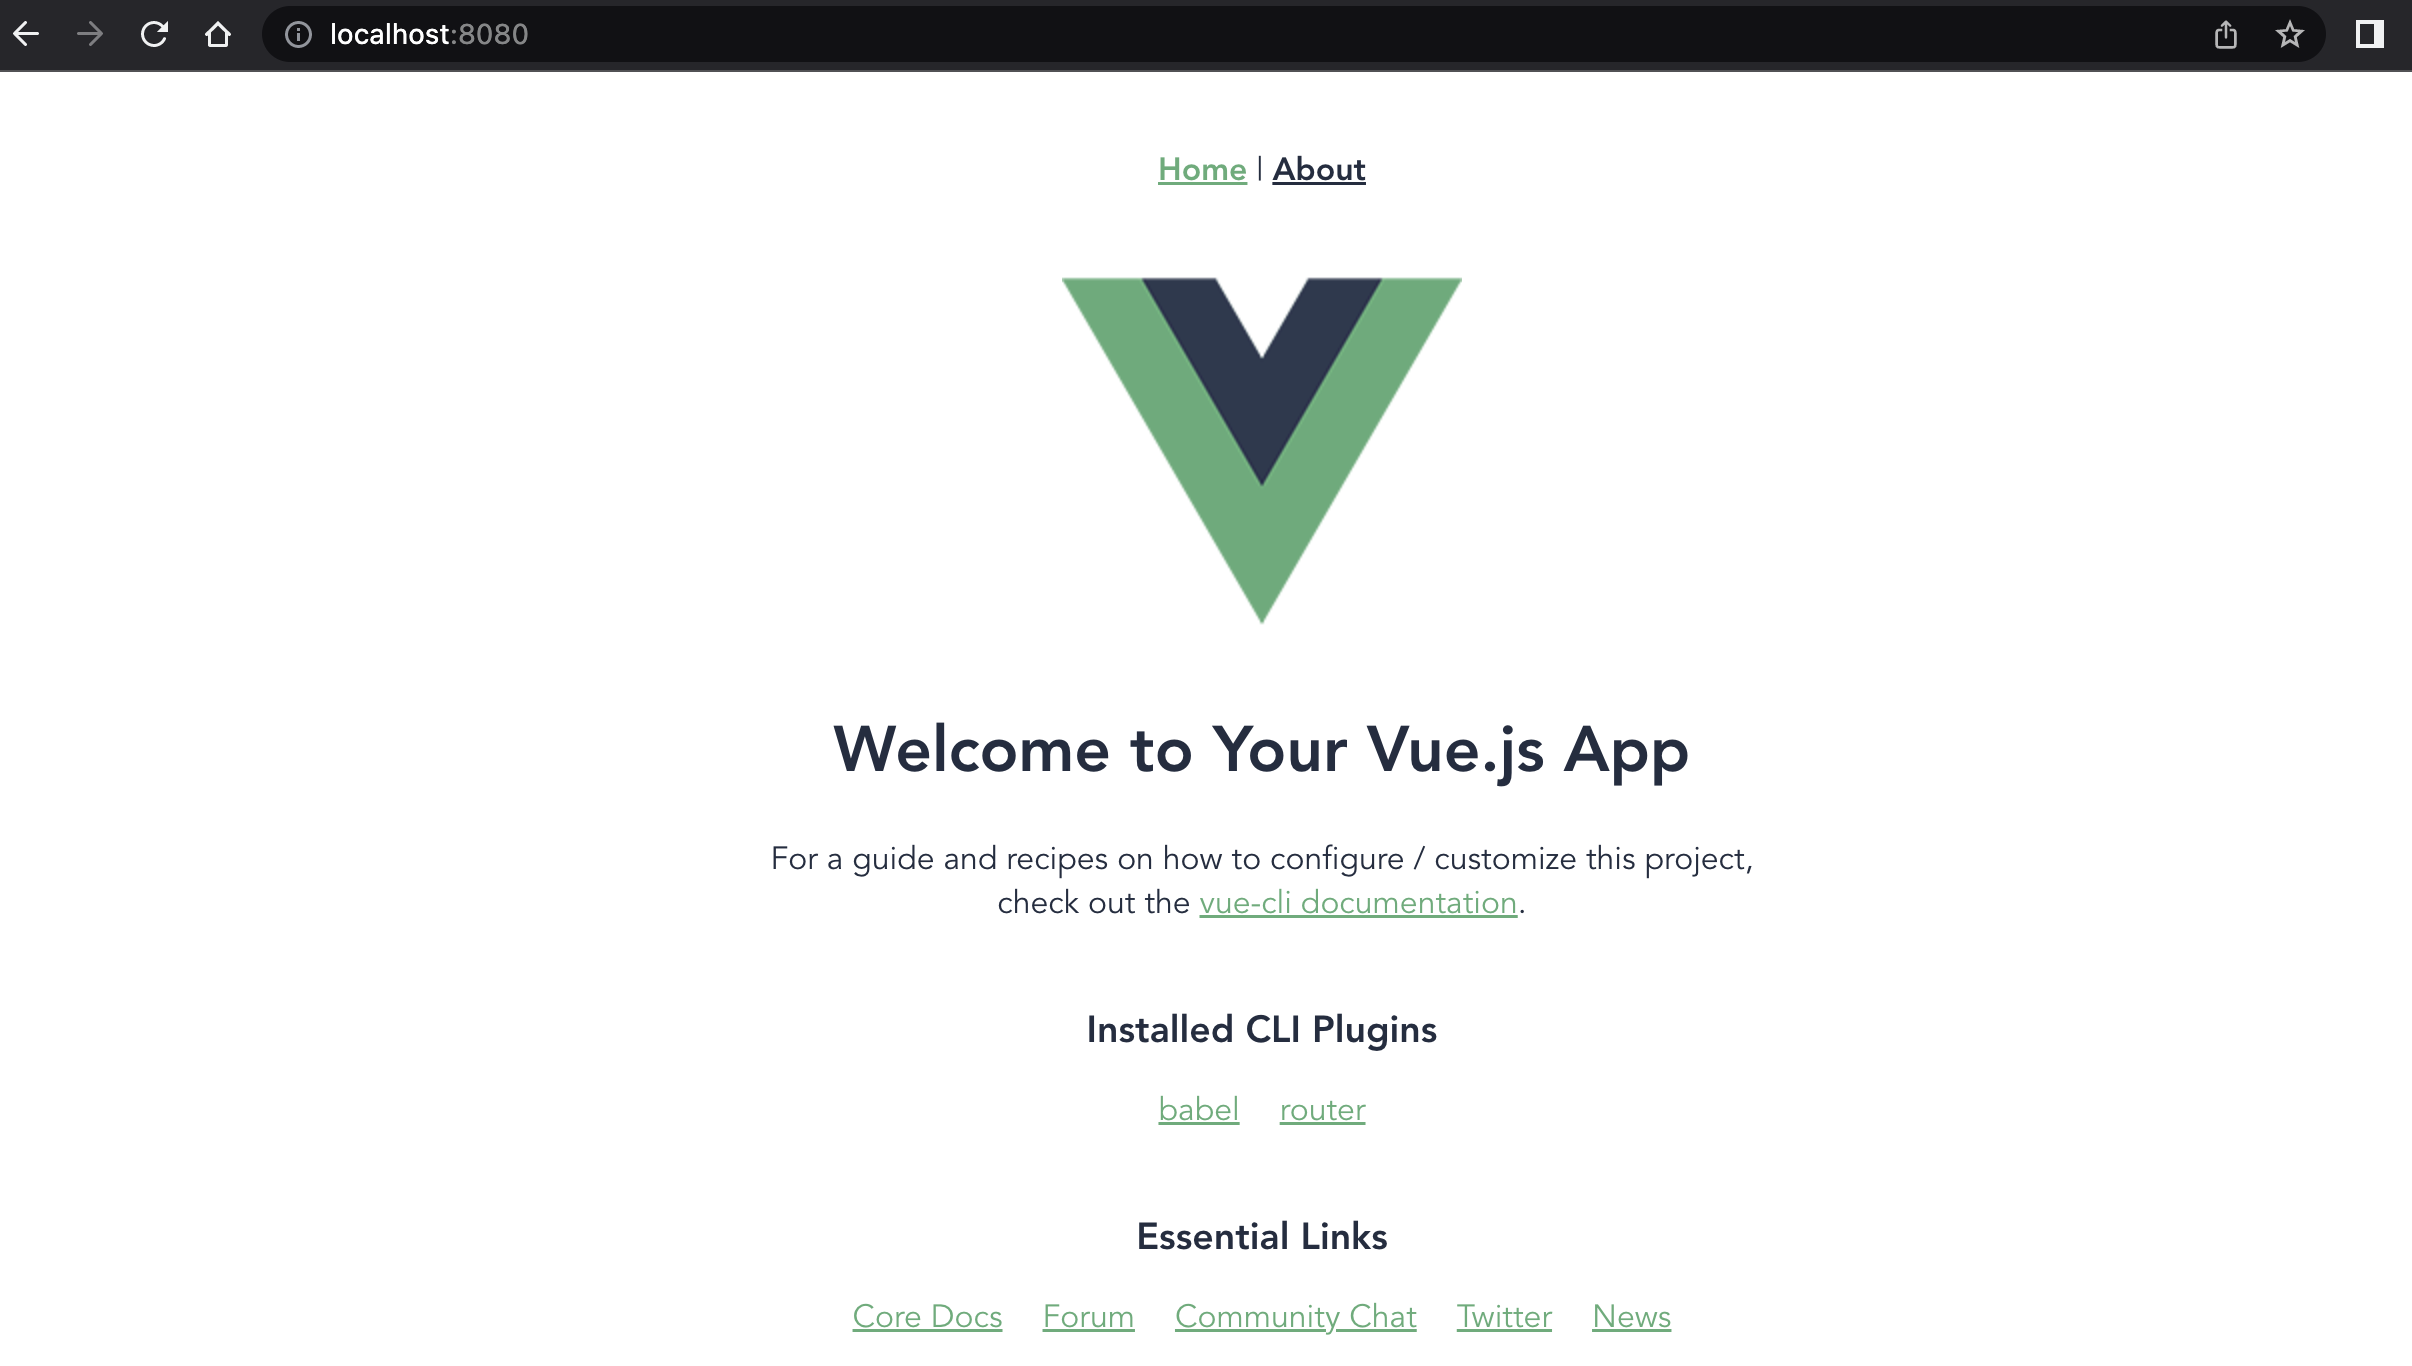 localhost:8080
Home | About
Welcome to Your Vue.js App
For a guide and recipes on how to configure / customize this project,
check out the vue-cli documentation.
Installed CLI Plugins
babel router
Essential Links
Core Docs Forum Community Chat Twitter News